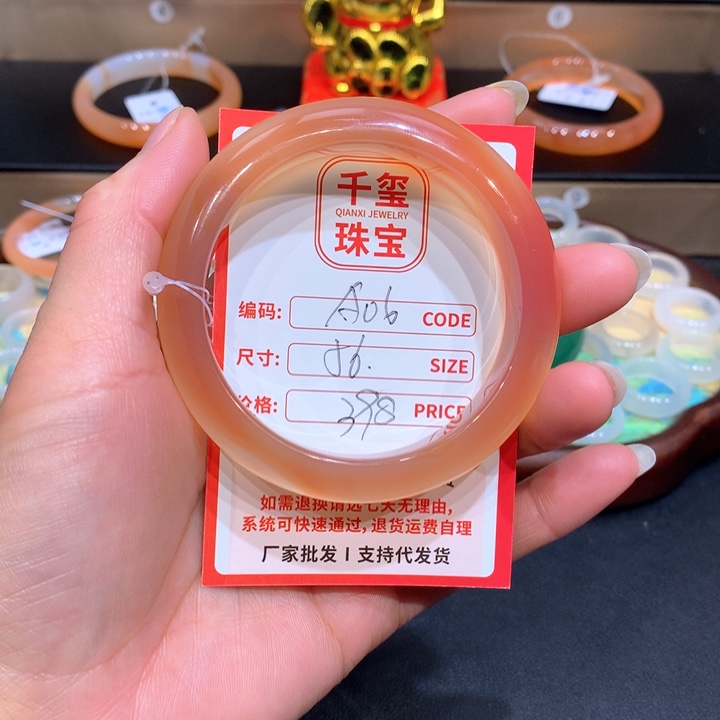 千玺
QIANXI JEWELRY
珠宝
编码: A06 CODE
尺寸: 56. SIZE
价格: 398 PRICE
如需退换请选七天无理由,
系统可快速通过,退货运费自理
厂家批发 I 支持代发货